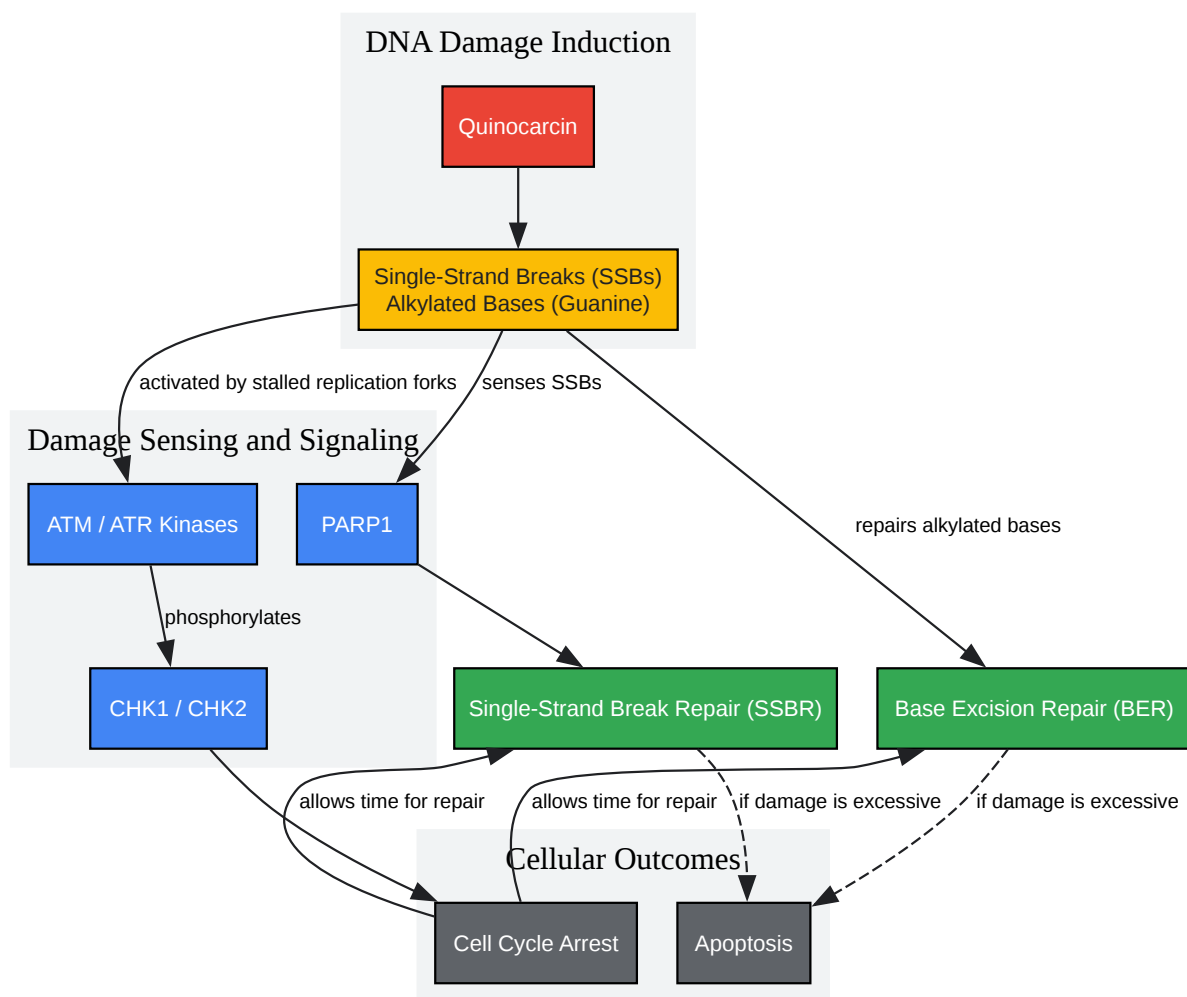 DNA Damage Induction
Quinocarcin
Single-Strand Breaks (SSBs)
Alkylated Bases (Guanine)
activated by stalled replication forks
senses SSBs
Damage Sensing and Signaling
ATM / ATR Kinases
PARP1
repairs alkylated bases
phosphorylates
CHK1 / CHK2
Single-Strand Break Repair (SSBR)
Base Excision Repair (BER)
allows time for repair
allows time for repair
if damage is excessive
if damage is excessive
Cellular Outcomes
Cell Cycle Arrest
Apoptosis